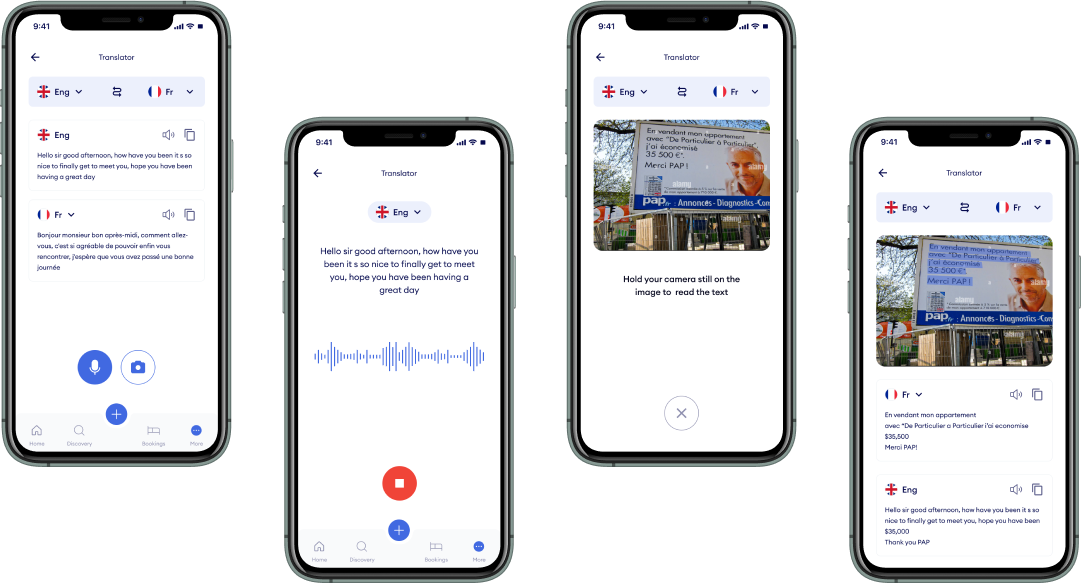 9:41
Translator
Eng
Fr
Eng
Hello sir good afternoon, how have you been it s so
nice to finally get to meet you, hope you have been
having a great day
Fr
Bonjour monsieur bon après-midi, comment allez-
vous, c'est si agréable de pouvoir enfin vous
rencontrer, j'espère que vous avez passé une bonne
journée
Home
Discovery
Bookings
More
9:41
Translator
Eng
Hello sir good afternoon, how have you
been it s so nice to finally get to meet
you, hope you have been having a
great day
Home
Discovery
Bookings
More
9:41
Translator
Eng
Fr
En vendant mon appartement
avec "De Particulier à Particulier",
j'ai économisé
35 500 €*.
Merci PAP !
alamy
pap.fr : Annonces - Diagnostics - Con
Hold your camera still on the
image to read the text
9:41
Translator
Eng
Fr
En vendant mon appartement
avec "De Particulier à Particulier",
j'ai économisé
35 500 €*.
Merci PAP !
alamy
pap.fr : Annonces - Diagnostics - Con
Fr
En vendant mon appartement
avec "De Particulier a Particulier i'ai economise
$35,500
Merci PAP!
Eng
Hello sir good afternoon, how have you been it s so
nice to finally get to meet you, hope you have been
$35,000
Thank you PAP